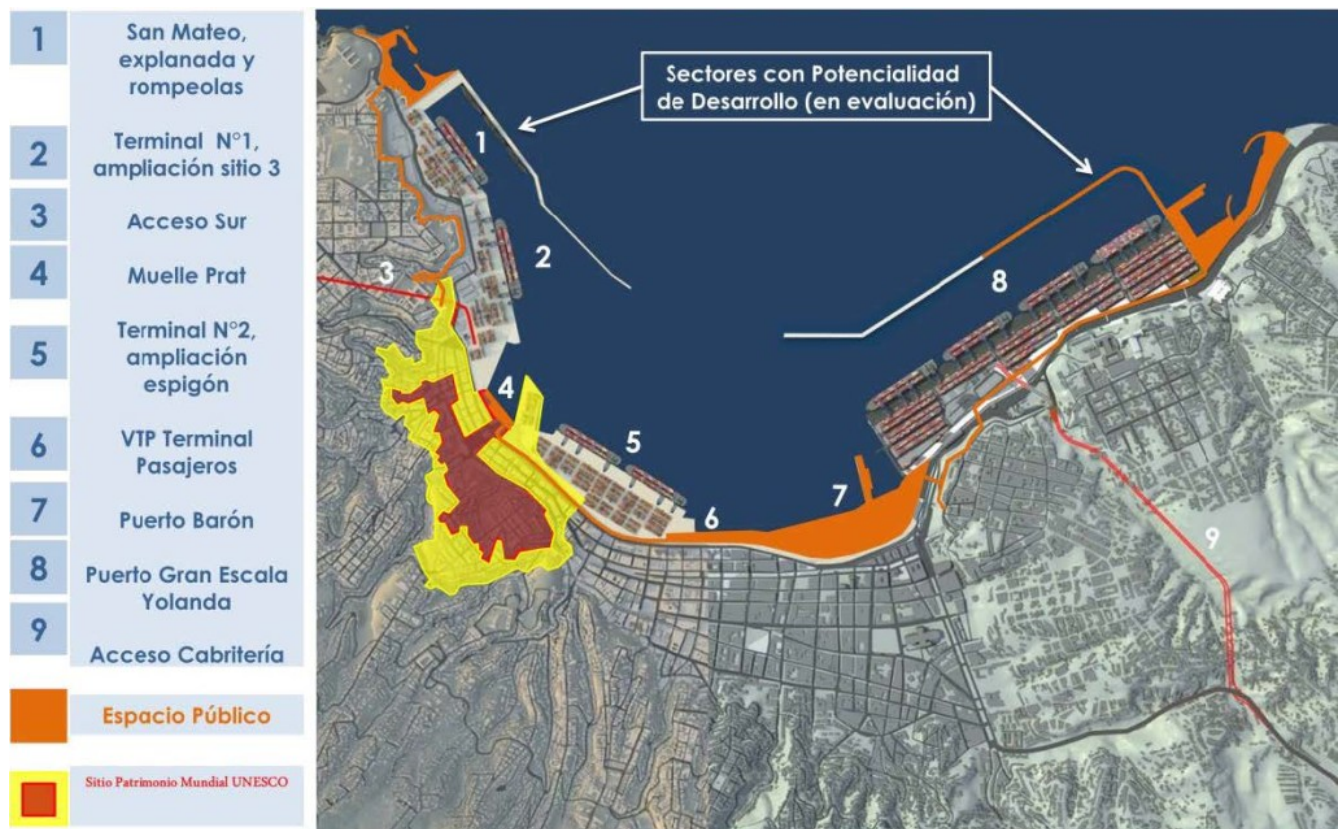 1
San Mateo,
explanada y
rompeolas
2
Terminal N°1,
ampliación sitio 3
3
Acceso Sur
4
Muelle Prat
5
Terminal N°2,
ampliación
espigón
6
VTP Terminal
Pasajeros
7
Puerto Barón
8
Puerto Gran Escala
Yolanda
9
Acceso Cabritería
Espacio Público
Sitio Patrimonio Mundial UNESCO
Sectores con Potencialidad
de Desarrollo (en evaluación)
1
2
3
4
5
6
7
8
9